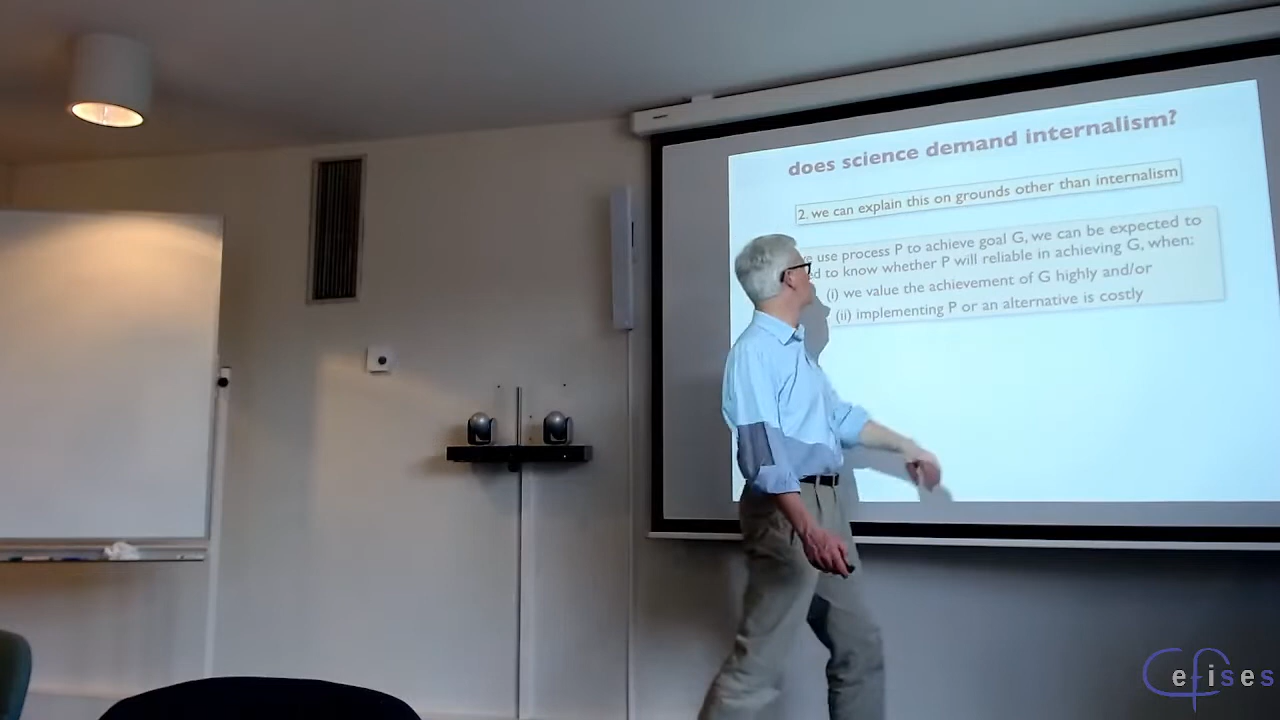 does science demand internalism?
2. we can explain this on grounds other than internalism
use process P to achieve goal G, we can be expected to
to know whether P will reliable in achieving G, when:
(i) we value the achievement of G highly and/or
(ii) implementing P or an alternative is costly
Cefises